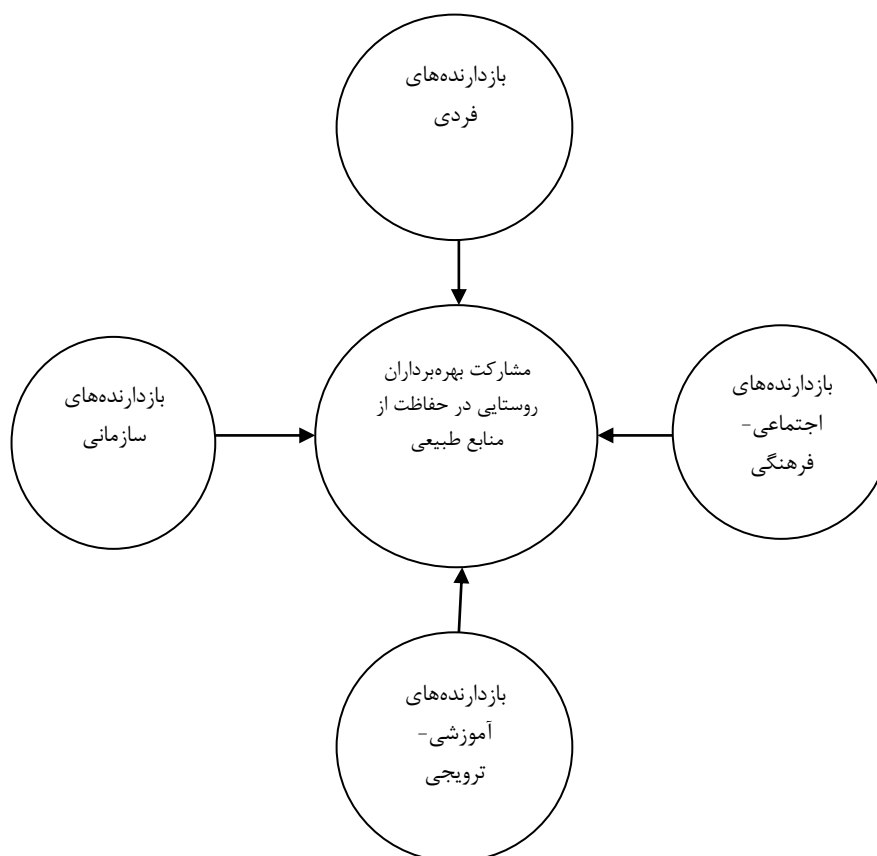 بازدارنده‌های
فردی
مشارکت بهره‌برداران
روستایی در حفاظت از
منابع طبیعی
بازدارنده‌های
اجتماعی-
فرهنگی
بازدارنده‌های
سازمانی
بازدارنده‌های
آموزشی-
ترویجی